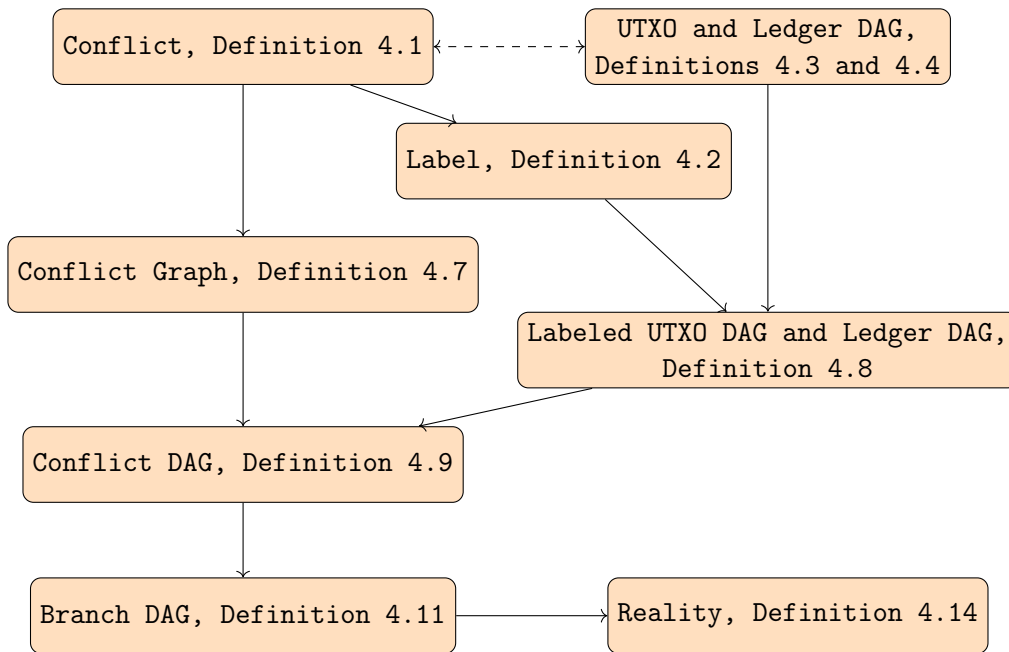 Conflict, Definition 4.1
UTXO and Ledger DAG,
Definitions 4.3 and 4.4
Label, Definition 4.2
Conflict Graph, Definition 4.7
Labeled UTXO DAG and Ledger DAG,
Definition 4.8
Conflict DAG, Definition 4.9
Branch DAG, Definition 4.11
Reality, Definition 4.14